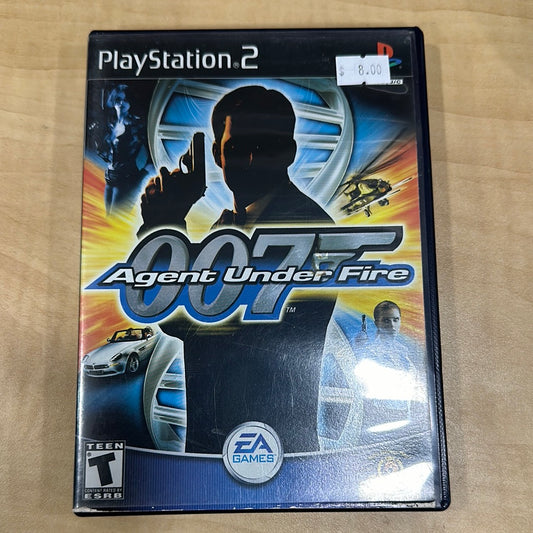 PlayStation®2
$ 8.00
007
Agent Under Fire
TM
EA
GAMES
TEEN
T
CONTENT RATED BY
ESRB